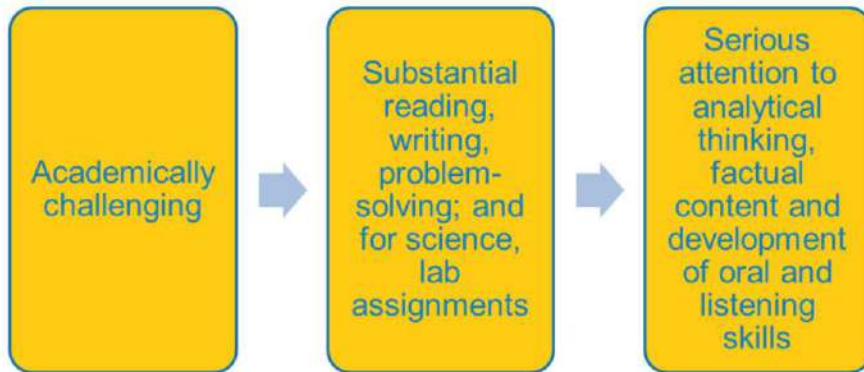 Academically
challenging
Substantial
reading,
writing,
problem-
solving; and
for science,
lab
assignments
Serious
attention to
analytical
thinking,
factual
content and
development
of oral and
listening
skills